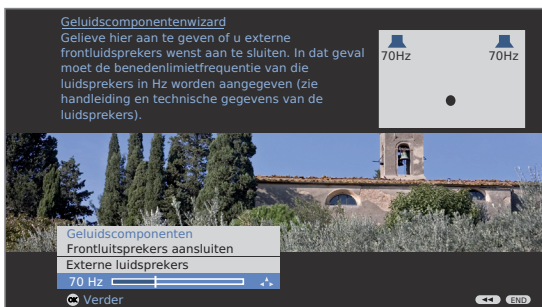 Geluidscomponentenwizard
Gelieve hier aan te geven of u externe
frontluidsprekers wenst aan te sluiten. In dat geval
moet de benedenlimietfrequentie van die
luidsprekers in Hz worden aangegeven (zie
handleiding en technische gegevens van de
luidsprekers).
70Hz 70Hz
Geluidscomponenten
Frontluitsprekers aansluiten
Externe luidsprekers
70 Hz
OK Verder
END